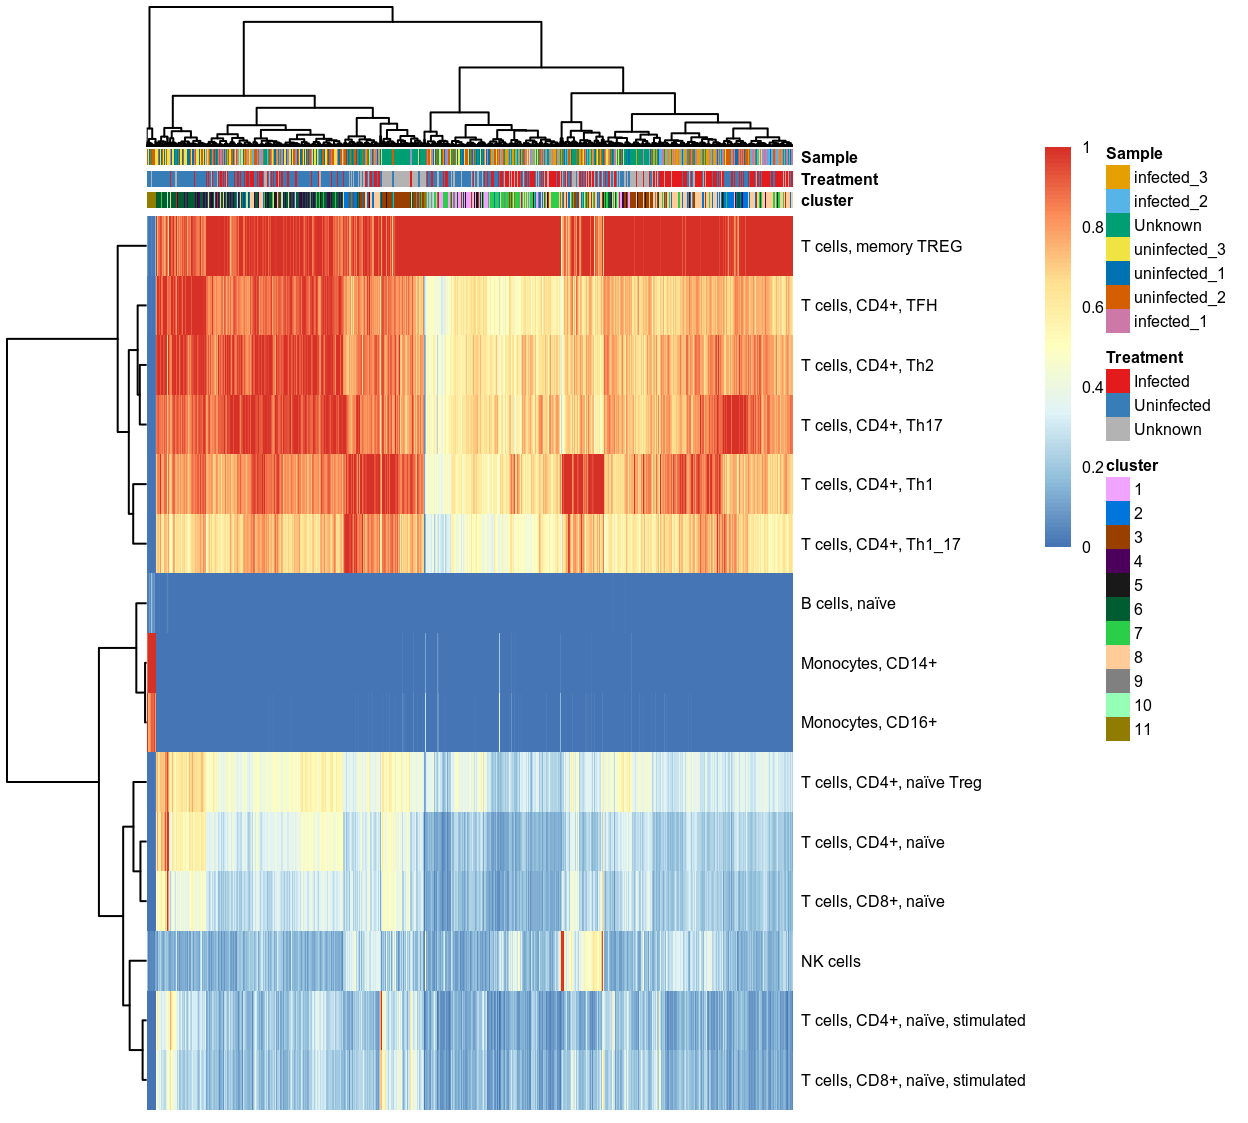 Sample
Treatment
cluster
T cells, memory TREG
T cells, CD4+, TFH
T cells, CD4+, Th2
T cells, CD4+, Th17
T cells, CD4+, Th1
T cells, CD4+, Th1_17
B cells, naïve
Monocytes, CD14+
Monocytes, CD16+
T cells, CD4+, naïve Treg
T cells, CD4+, naïve
T cells, CD8+, naïve
NK cells
T cells, CD4+, naïve, stimulated
T cells, CD8+, naïve, stimulated
1
0.8
0.6
0.4
0.2
0
Sample
infected_3
infected_2
Unknown
uninfected_3
uninfected_1
uninfected_2
infected_1
Treatment
Infected
Uninfected
Unknown
cluster
1
2
3
4
5
6
7
8
9
10
11